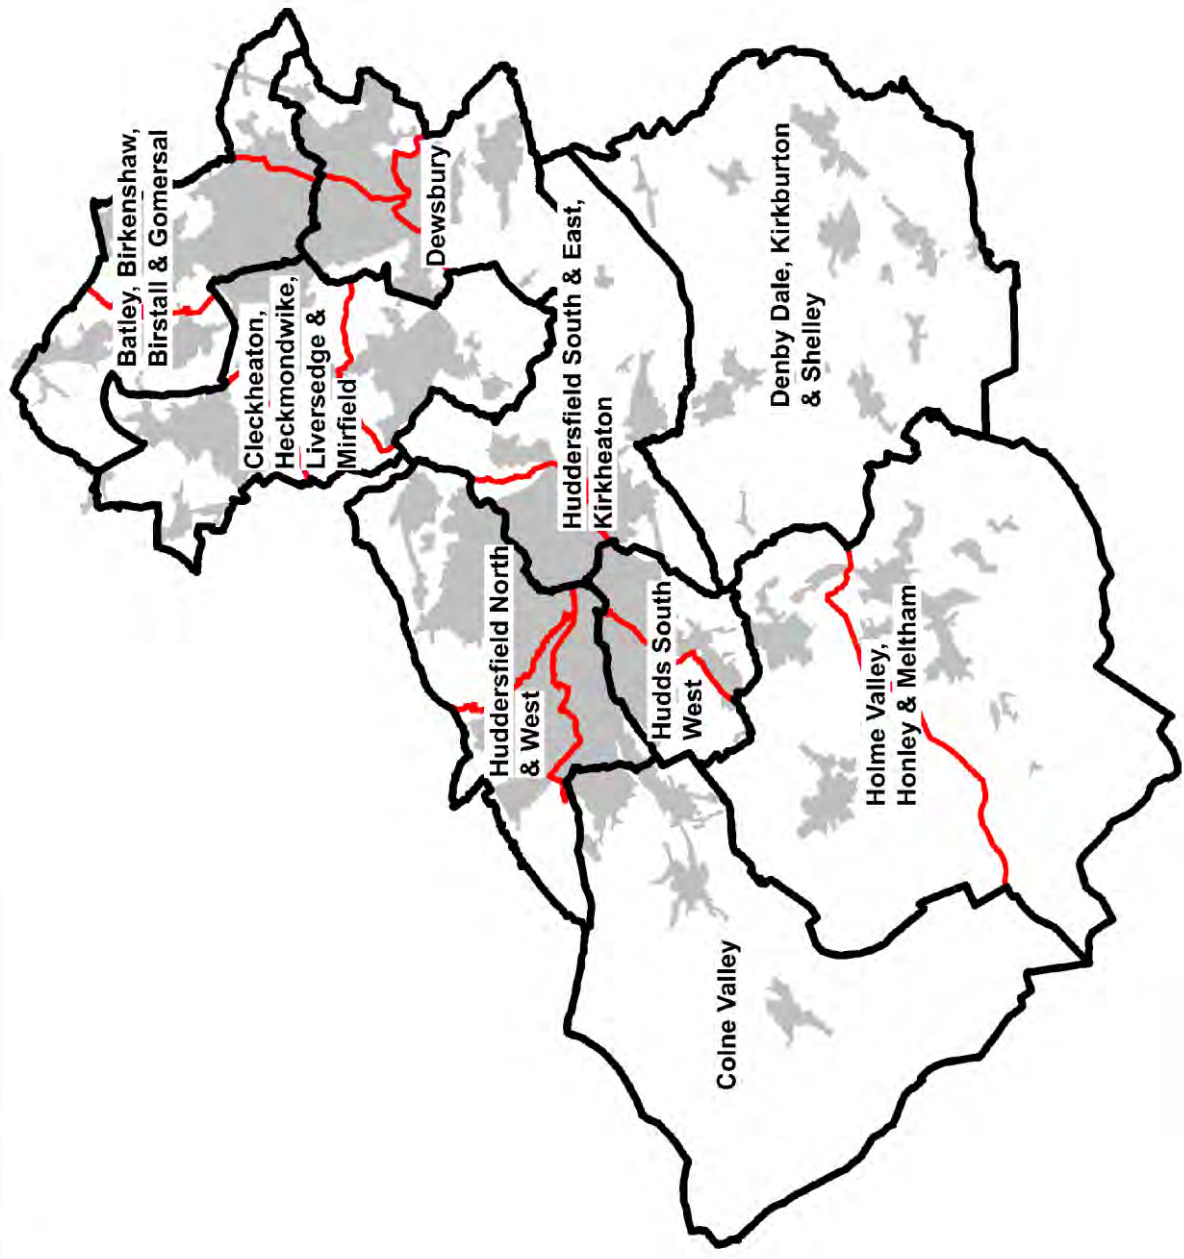 Batley, Birkenshaw,
Birstall & Gomersal
Cleckheaton,
Heckmondwike,
Liversedge &
Mirfield
Dewsbury
Huddersfield North
& West
Huddersfield South & East,
Kirkheaton
Hudds South
West
Colne Valley
Denby Dale, Kirkburton
& Shelley
Holme Valley,
Honley & Meltham